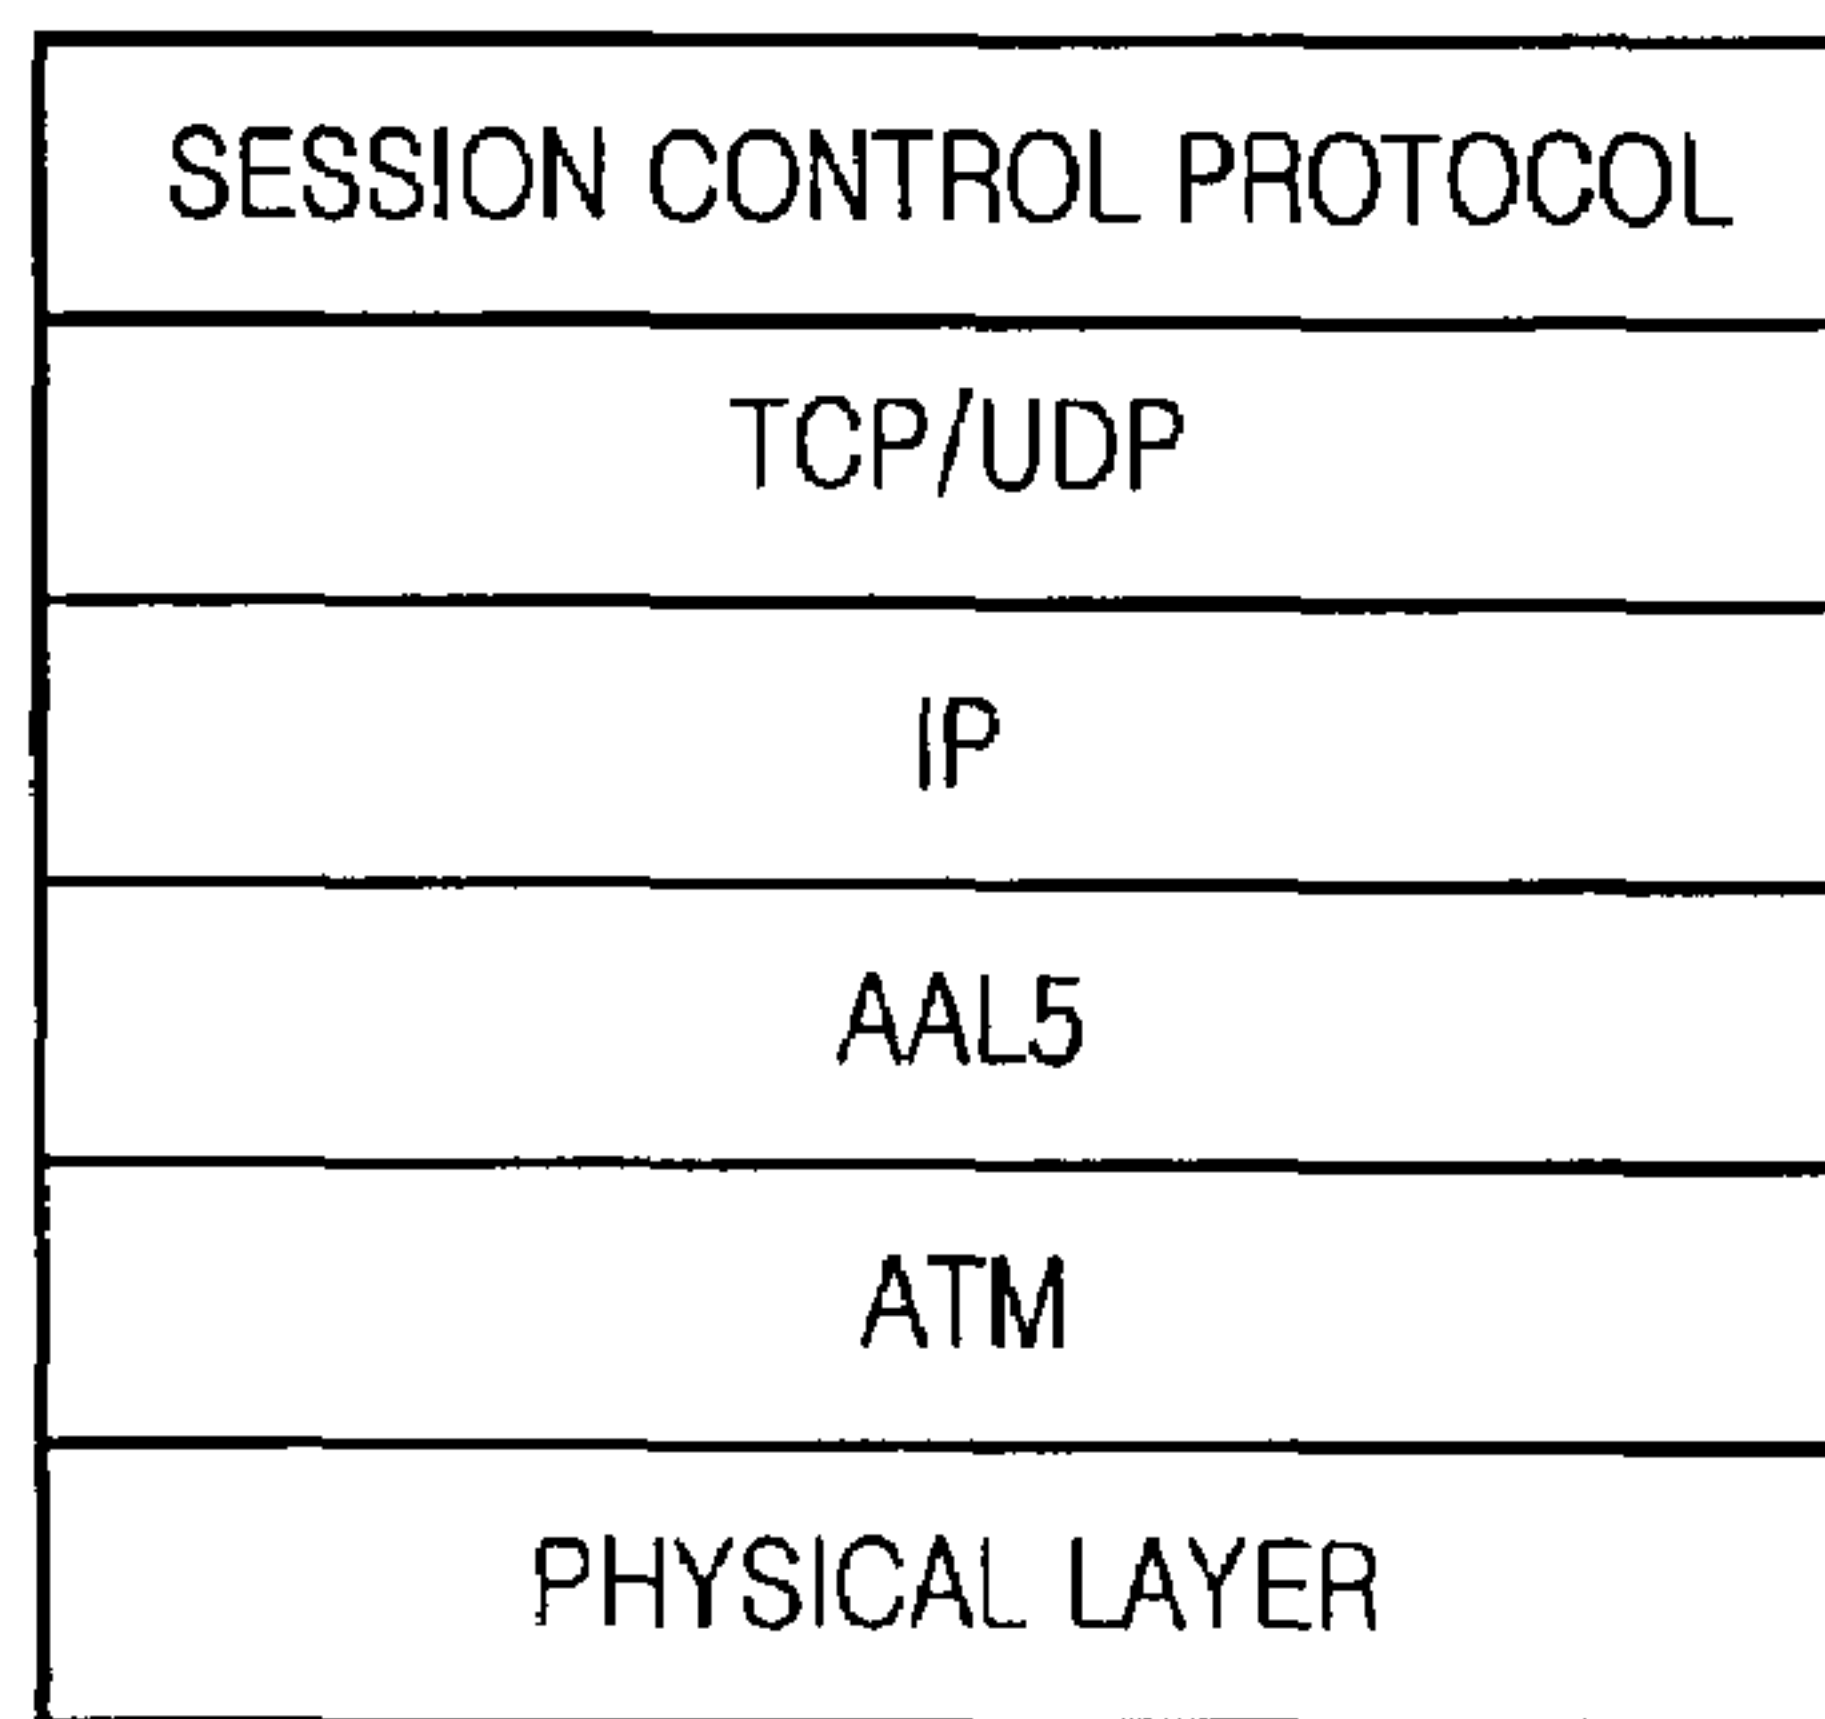 SESSION CONTROL PROTOCOL
TCP/UDP
IP
AAL5
ATM
PHYSICAL LAYER